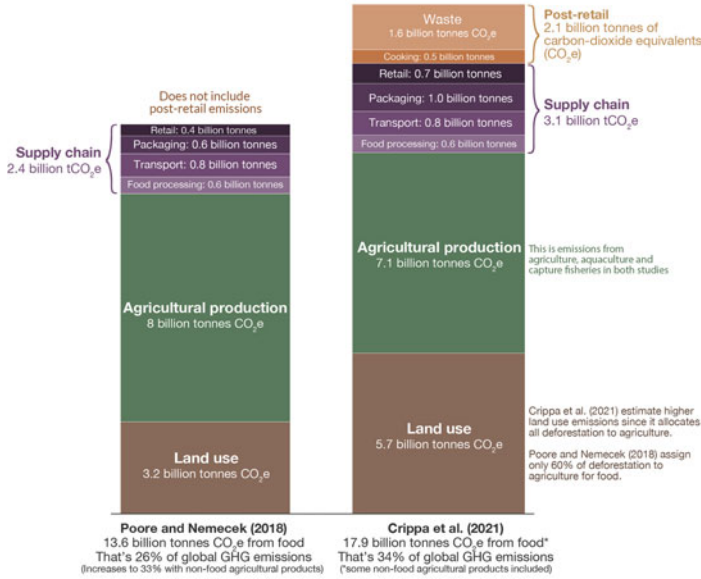 Does not include
post-retail emissions
Supply chain
2.4 billion tCO₂e
Retail: 0.4 billion tonnes
Packaging: 0.6 billion tonnes
Transport: 0.8 billion tonnes
Food processing: 0.6 billion tonnes
Agricultural production
8 billion tonnes CO₂e
Land use
3.2 billion tonnes CO₂e
Poore and Nemecek (2018)
13.6 billion tonnes CO₂e from food
That's 26% of global GHG emissions
(Increases to 33% with non-food agricultural products)
Waste
1.6 billion tonnes CO₂e
Cooking: 0.5 billion tonnes
Retail: 0.7 billion tonnes
Packaging: 1.0 billion tonnes
Transport: 0.8 billion tonnes
Food processing: 0.6 billion tonnes
Agricultural production
7.1 billion tonnes CO₂e
Land use
5.7 billion tonnes CO₂e
Crippa et al. (2021)
17.9 billion tonnes CO₂e from food*
That's 34% of global GHG emissions
(*some non-food agricultural products included)
Post-retail
2.1 billion tonnes of
carbon-dioxide equivalents
(CO₂e)
Supply chain
3.1 billion tCO₂e
This is emissions from
agriculture, aquaculture and
capture fisheries in both studies
Crippa et al. (2021) estimate higher
land use emissions since it allocates
all deforestation to agriculture.
Poore and Nemecek (2018) assign
only 60% of deforestation to
agriculture for food.